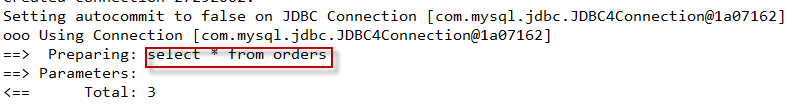 Setting autocommit to false on JDBC Connection [com.mysql.jdbc.JDBC4Connection@1a07162]
ooo Using Connection [com.mysql.jdbc.JDBC4Connection@1a07162]
==>  Preparing: select * from orders
==> Parameters:
<==      Total: 3